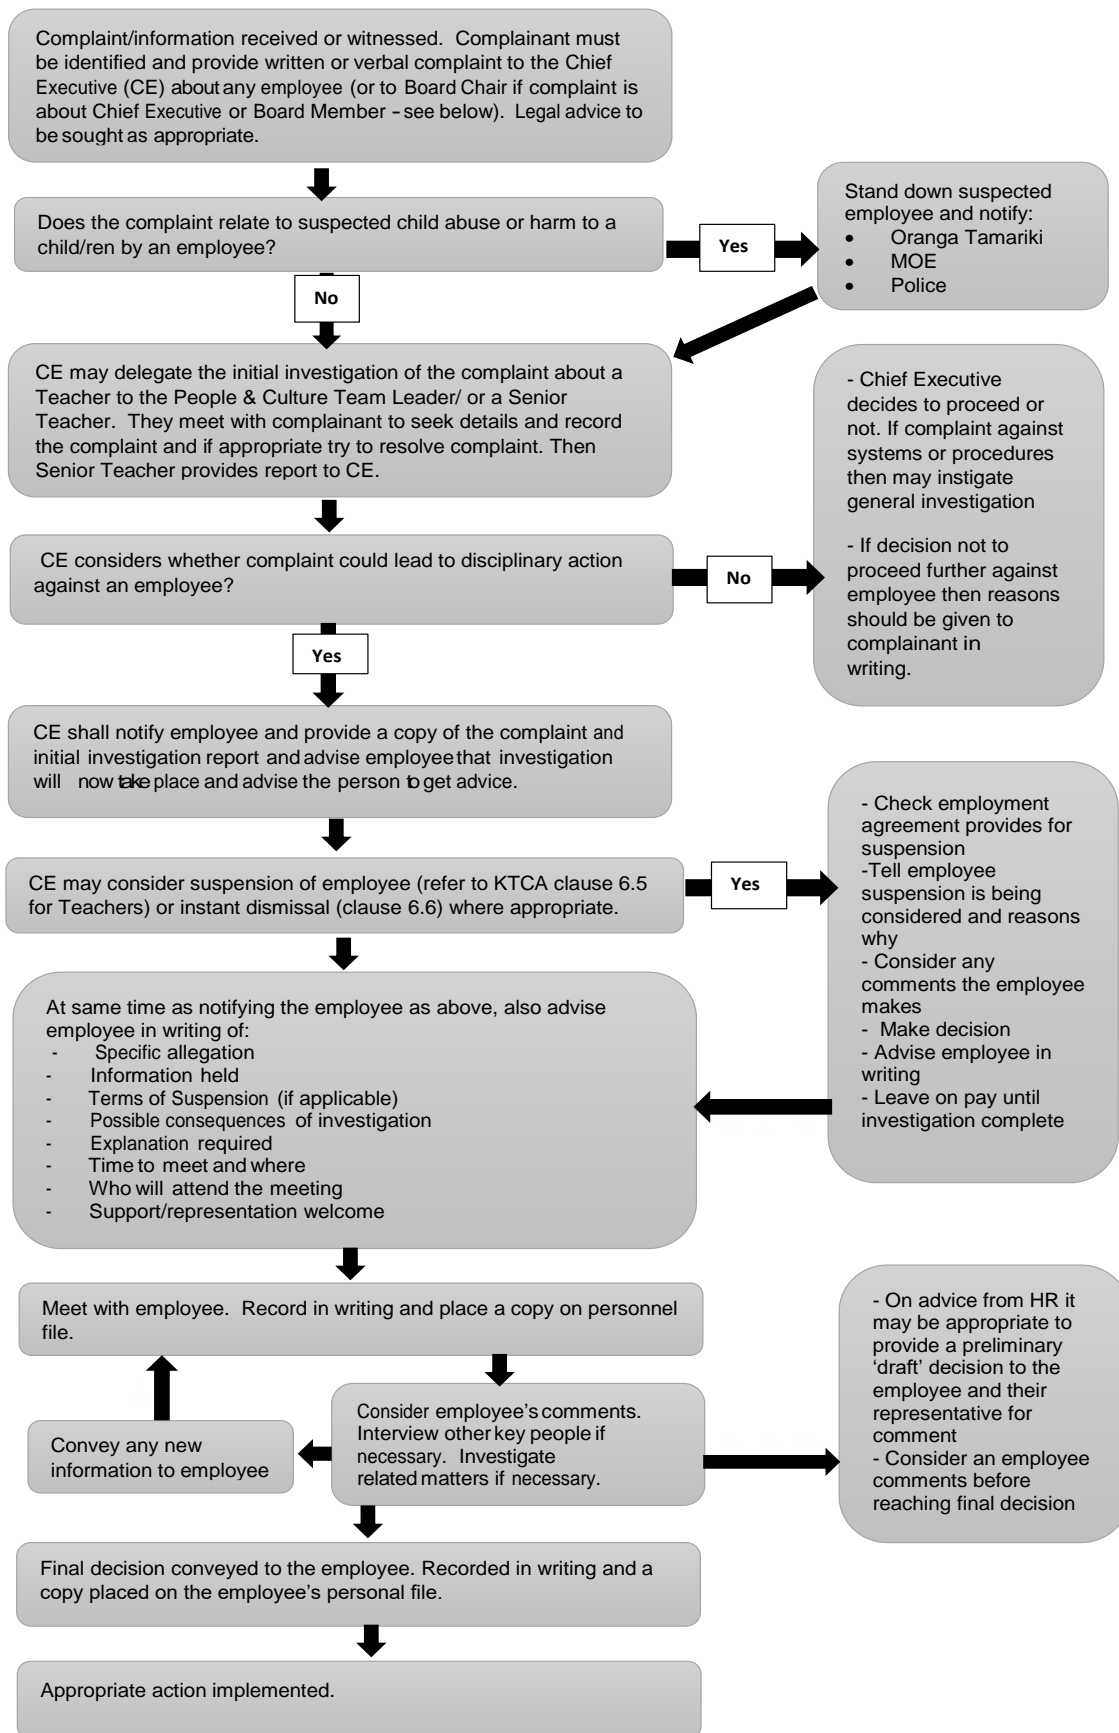 Complaint/information received or witnessed. Complainant must
be identified and provide written or verbal complaint to the Chief
Executive (CE) about any employee (or to Board Chair if complaint is
about Chief Executive or Board Member – see below). Legal advice to
be sought as appropriate.
Does the complaint relate to suspected child abuse or harm to a
child/ren by an employee?
Yes
Stand down suspected
employee and notify:
• Oranga Tamariki
• MOE
• Police
No
CE may delegate the initial investigation of the complaint about a
Teacher to the People & Culture Team Leader/ or a Senior
Teacher. They meet with complainant to seek details and record
the complaint and if appropriate try to resolve complaint. Then
Senior Teacher provides report to CE.
CE considers whether complaint could lead to disciplinary action
against an employee?
No
- Chief Executive
decides to proceed or
not. If complaint against
systems or procedures
then may instigate
general investigation
- If decision not to
proceed further against
employee then reasons
should be given to
complainant in
writing.
Yes
CE shall notify employee and provide a copy of the complaint and
initial investigation report and advise employee that investigation
will now take place and advise the person to get advice.
CE may consider suspension of employee (refer to KTCA clause 6.5
for Teachers) or instant dismissal (clause 6.6) where appropriate.
Yes
- Check employment
agreement provides for
suspension
-Tell employee
suspension is being
considered and reasons
why
- Consider any
comments the employee
makes
- Make decision
- Advise employee in
writing
- Leave on pay until
investigation complete
At same time as notifying the employee as above, also advise
employee in writing of:
- Specific allegation
- Information held
- Terms of Suspension (if applicable)
- Possible consequences of investigation
- Explanation required
- Time to meet and where
- Who will attend the meeting
- Support/representation welcome
Meet with employee. Record in writing and place a copy on personnel
file.
Consider employee's comments.
Interview other key people if
necessary. Investigate
related matters if necessary.
Convey any new
information to employee
- On advice from HR it
may be appropriate to
provide a preliminary
'draft' decision to the
employee and their
representative for
comment
- Consider an employee
comments before
reaching final decision
Final decision conveyed to the employee. Recorded in writing and a
copy placed on the employee's personal file.
Appropriate action implemented.